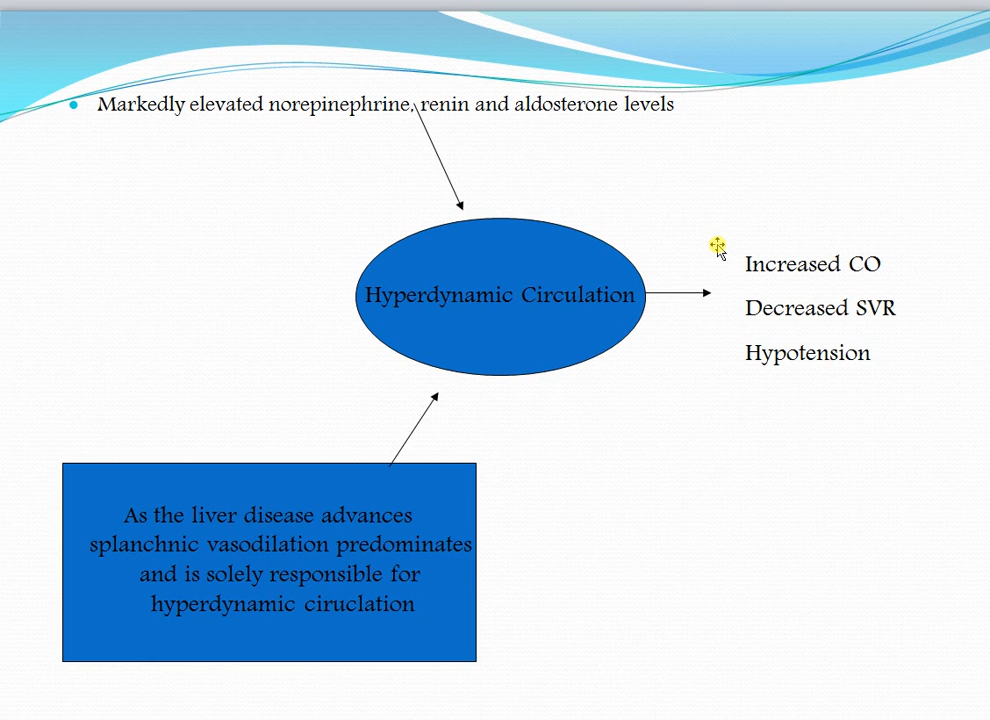 Markedly elevated norepinephrine, renin and aldosterone levels
Hyperdynamic Circulation
Increased CO
Decreased SVR
Hypotension
As the liver disease advances
splanchnic vasodilation predominates
and is solely responsible for
hyperdynamic ciruclation